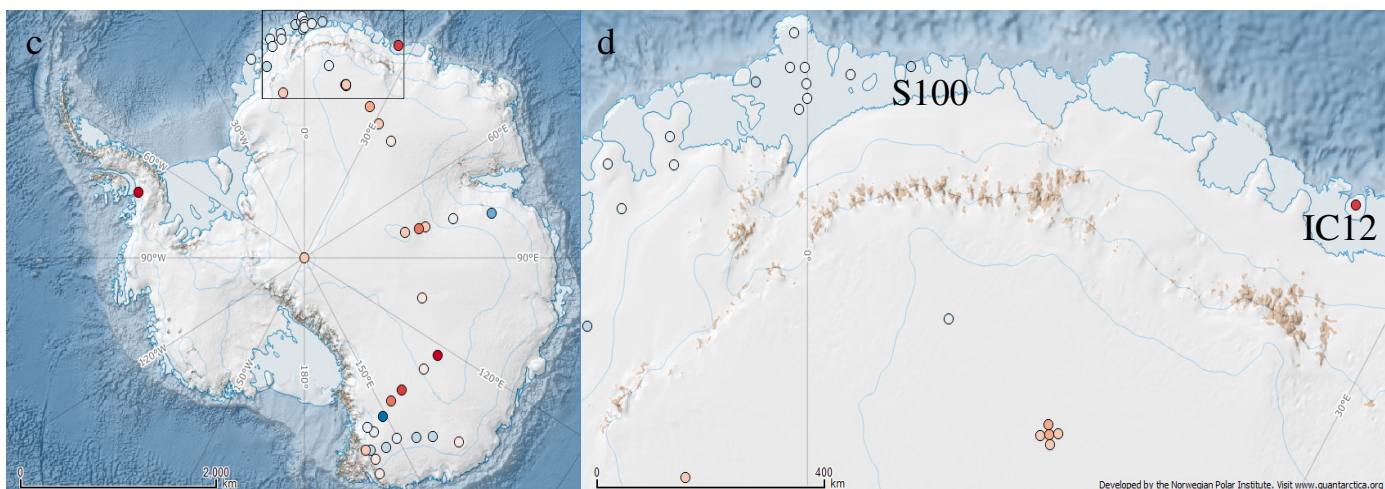 c
0°
30°W
30°E
60°E
60°W
90°W
90°E
120°W
120°E
150°W
180°
150°E
0
2 000
km
d
S100
IC12
0°
30°E
0
400
km
Developed by the Norwegian Polar Institute. Visit www.quantarctica.org